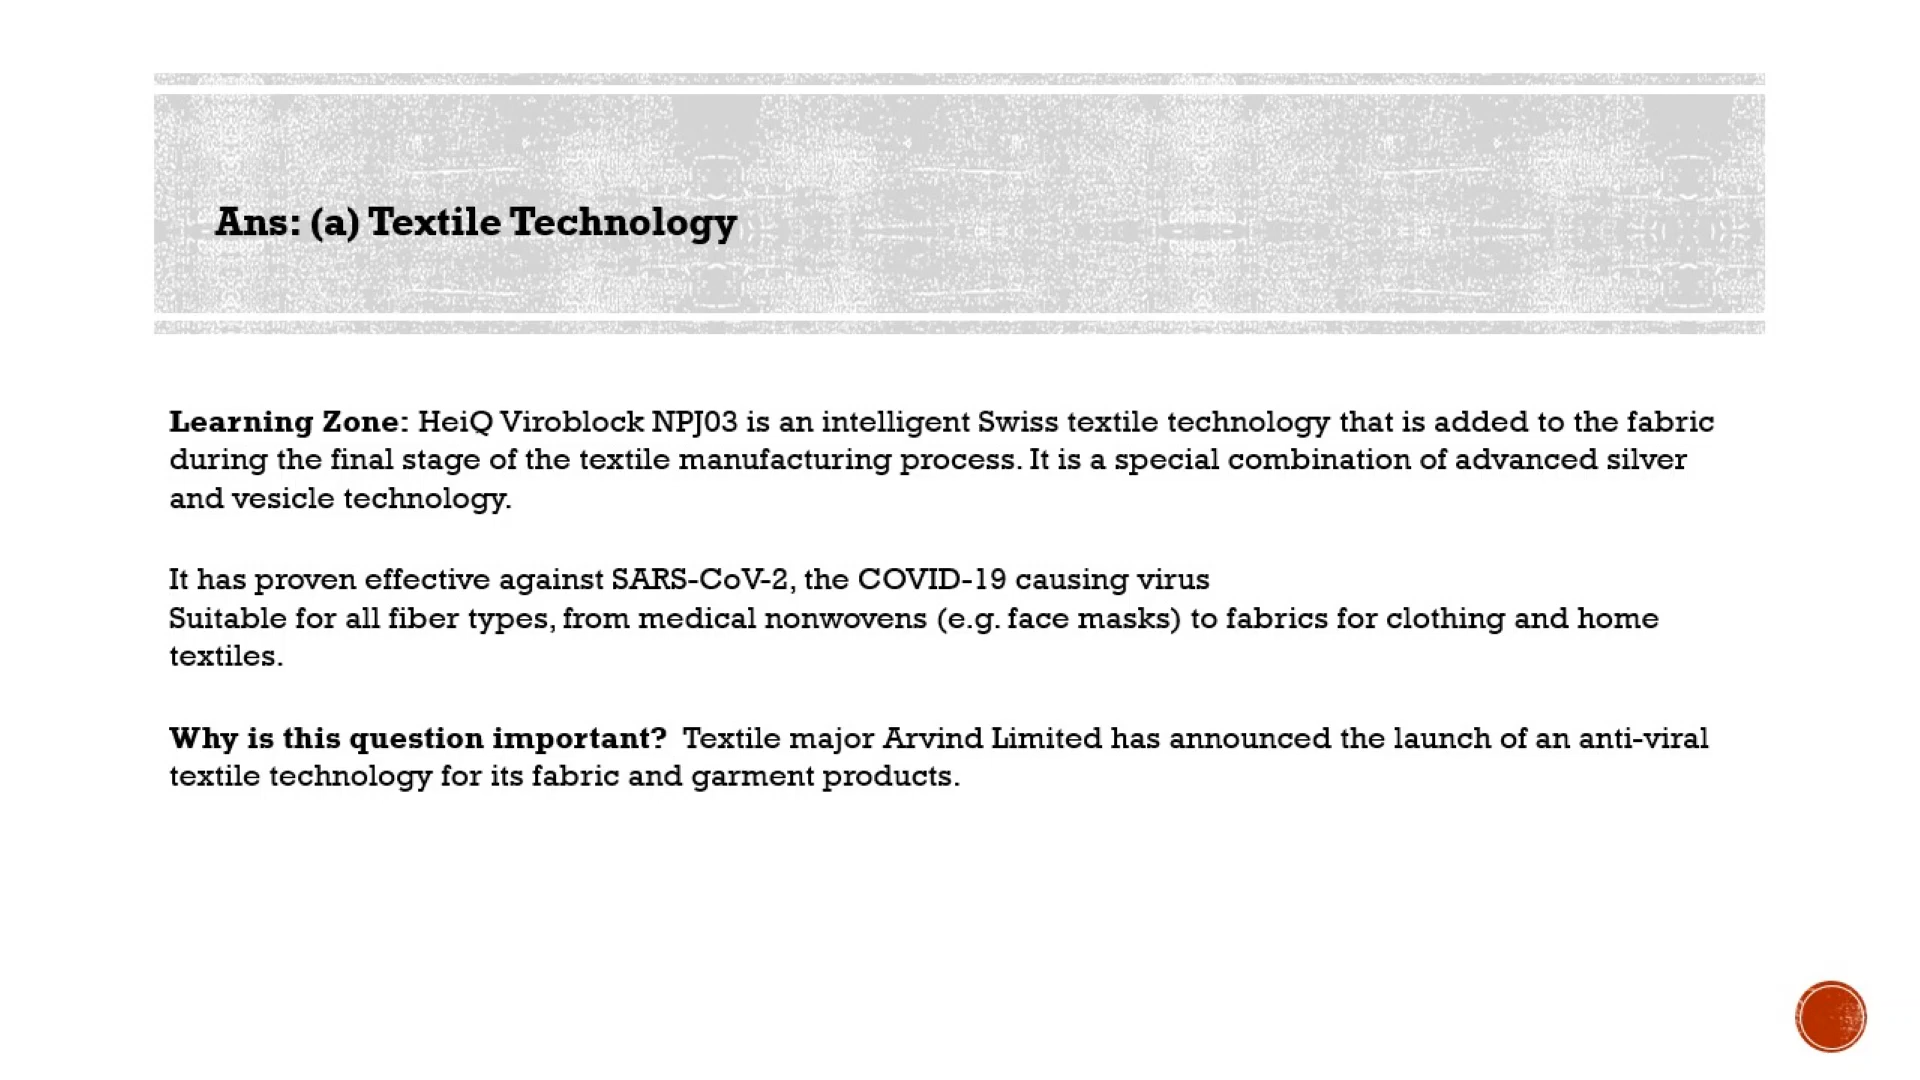 Ans: (a) Textile Technology
Learning Zone: HeiQ Viroblock NPJ03 is an intelligent Swiss textile technology that is added to the fabric
during the final stage of the textile manufacturing process. It is a special combination of advanced silver
and vesicle technology.
It has proven effective against SARS-CoV-2, the COVID-19 causing virus
Suitable for all fiber types, from medical nonwovens (e.g. face masks) to fabrics for clothing and home
textiles.
Why is this question important? Textile major Arvind Limited has announced the launch of an anti-viral
textile technology for its fabric and garment products.